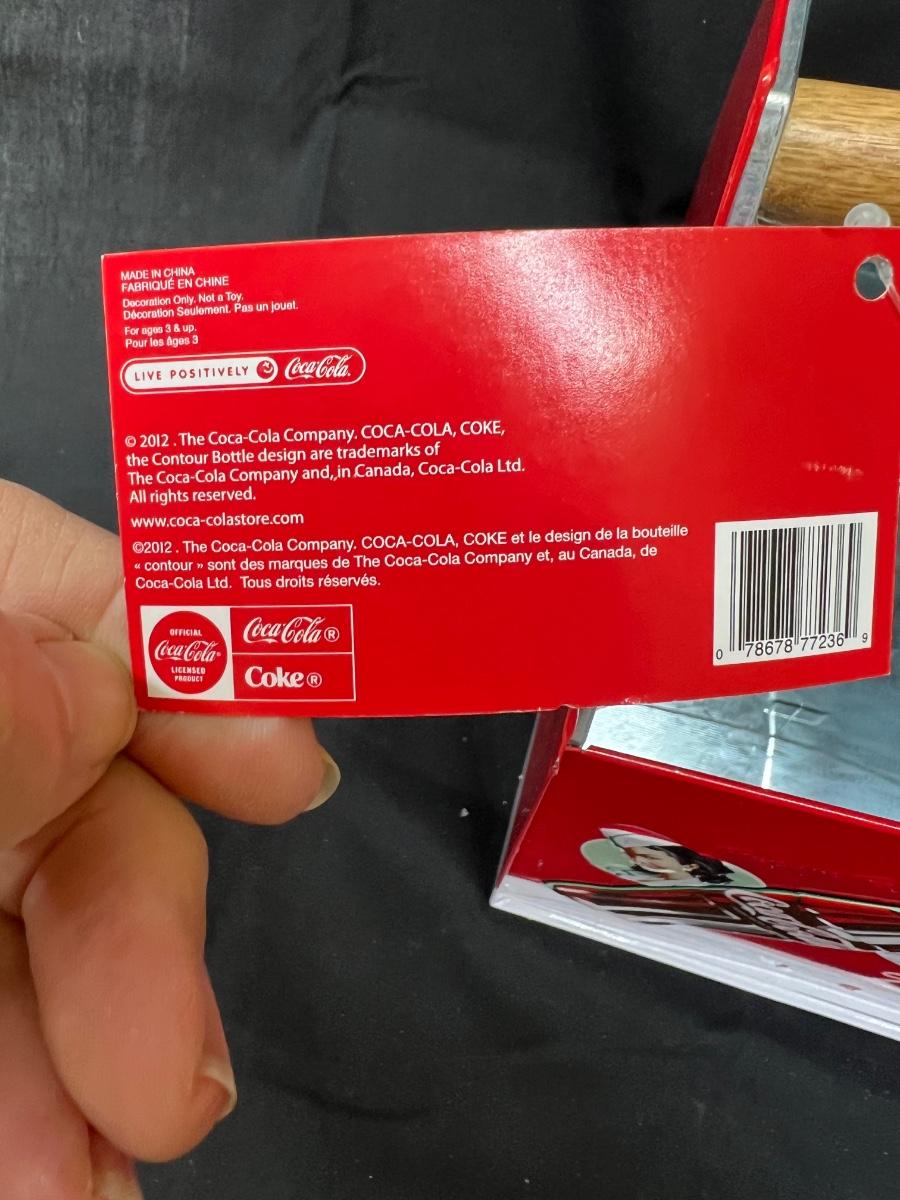 MADE IN CHINA
FABRIQUÉ EN CHINE
Decoration Only. Not a Toy.
Décoration Seulement. Pas un jouet.
For ages 3 & up.
Pour les âges 3
LIVE POSITIVELY Coca-Cola
© 2012 . The Coca-Cola Company. COCA-COLA, COKE,
the Contour Bottle design are trademarks of
The Coca-Cola Company and,,in Canada, Coca-Cola Ltd.
All rights reserved.
www.coca-colastore.com
©2012 . The Coca-Cola Company. COCA-COLA, COKE et le design de la bouteille
« contour » sont des marques de The Coca-Cola Company et, au Canada, de
Coca-Cola Ltd. Tous droits réservés.
OFFICIAL
Coca-Cola®
LICENSED
PRODUCT
Coca-Cola ®
Coke ®
0 78678 77236 9